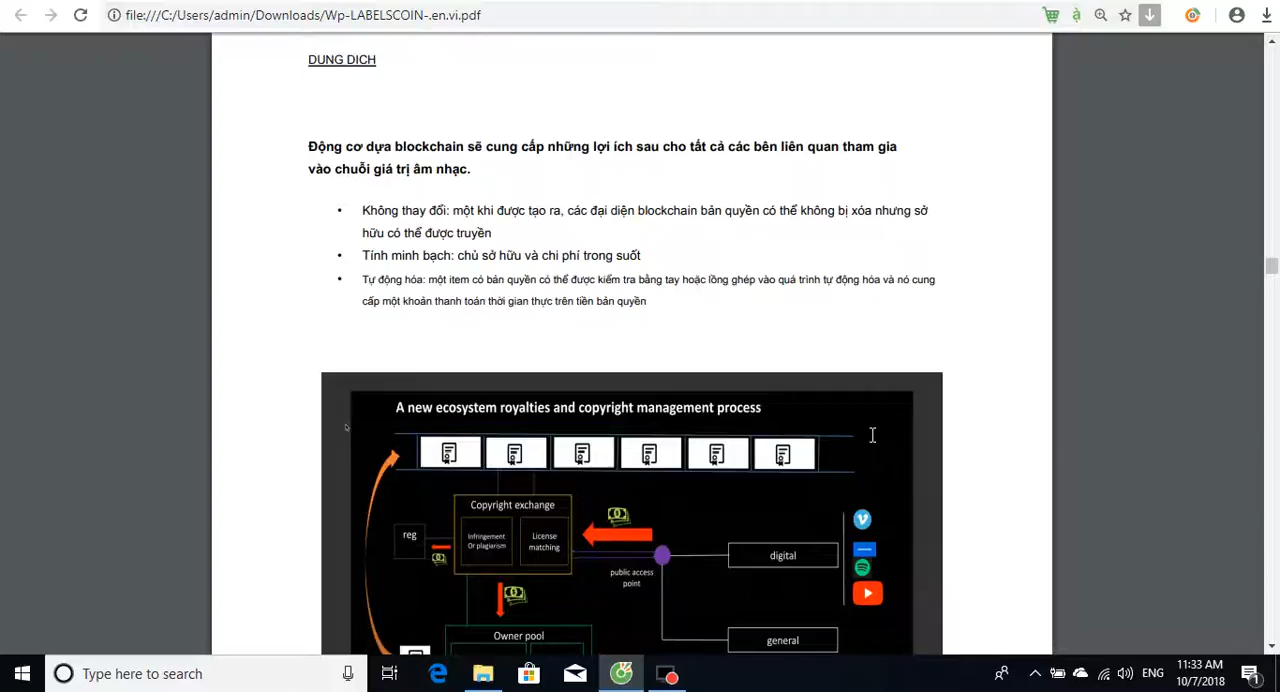 file:///C:/Users/admin/Downloads/Wp-LABELSCOIN-.en.vi.pdf
DUNG DICH
Động cơ dựa blockchain sẽ cung cấp những lợi ích sau cho tất cả các bên liên quan tham gia
vào chuỗi giá trị âm nhạc.
• Không thay đổi: một khi được tạo ra, các đại diện blockchain bản quyền có thể không bị xóa nhưng sở
hữu có thể được truyền
• Tính minh bạch: chủ sở hữu và chi phí trong suốt
• Tự động hóa: một item có bản quyền có thể được kiểm tra bằng tay hoặc lồng ghép vào quá trình tự động hóa và nó cung
cấp một khoản thanh toán thời gian thực trên tiền bản quyền
A new ecosystem royalties and copyright management process
Copyright exchange
reg
Infringement
Or plagiarism
License
matching
public access
point
digital
Owner pool
general
Type here to search
ENG
11:33 AM
10/7/2018
1